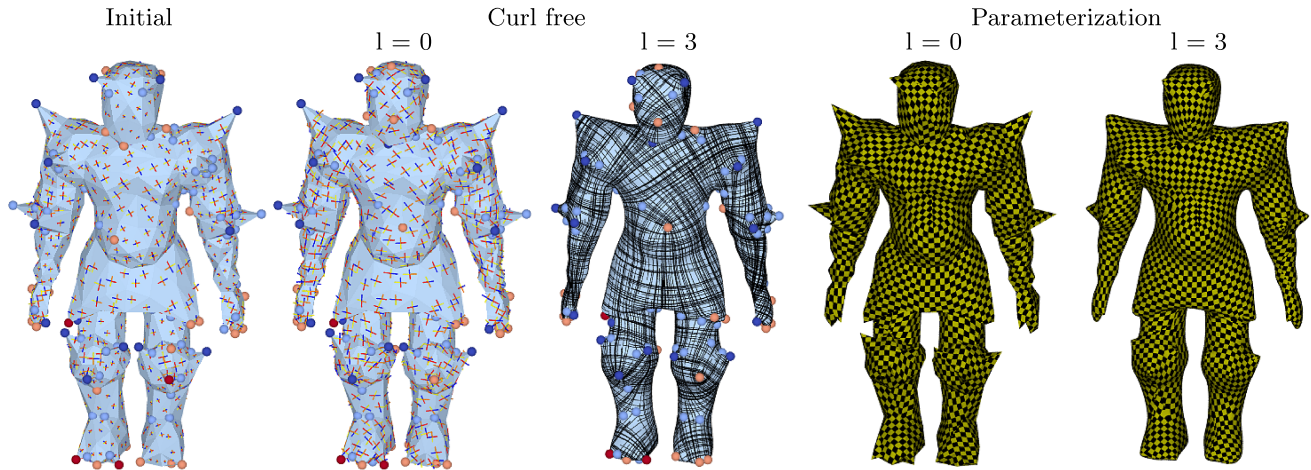 Initial
Curl free
Parameterization
l = 0
l = 3
l = 0
l = 3